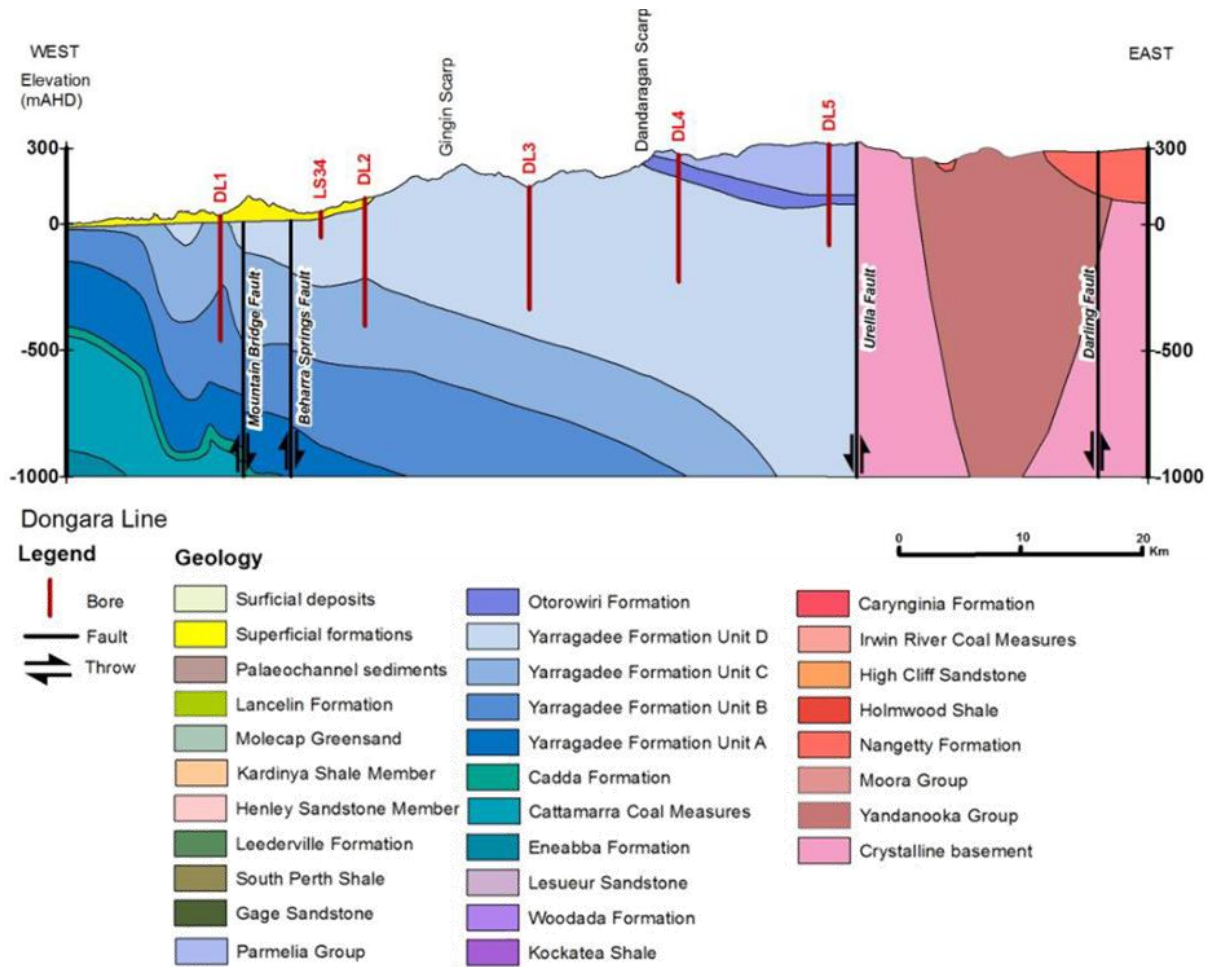 WEST
EAST
Elevation
(mAHD)
Gingin Scarp
Dandaragan Scarp
DL1
LS34
DL2
DL3
DL4
DL5
300
0
-500
-1000
300
0
-500
-1000
Mountain Bridge Fault
Beharra Springs Fault
Urella Fault
Darling Fault
Dongara Line
0
10
20
Km
Legend
Bore
Fault
Throw
Geology
Surficial deposits
Superficial formations
Palaeochannel sediments
Lancelin Formation
Molecap Greensand
Kardinya Shale Member
Henley Sandstone Member
Leederville Formation
South Perth Shale
Gage Sandstone
Parmelia Group
Otorowiri Formation
Yarragadee Formation Unit D
Yarragadee Formation Unit C
Yarragadee Formation Unit B
Yarragadee Formation Unit A
Cadda Formation
Cattamarra Coal Measures
Eneabba Formation
Lesueur Sandstone
Woodada Formation
Kockatea Shale
Carynginia Formation
Irwin River Coal Measures
High Cliff Sandstone
Holmwood Shale
Nangetty Formation
Moora Group
Yandanooka Group
Crystalline basement